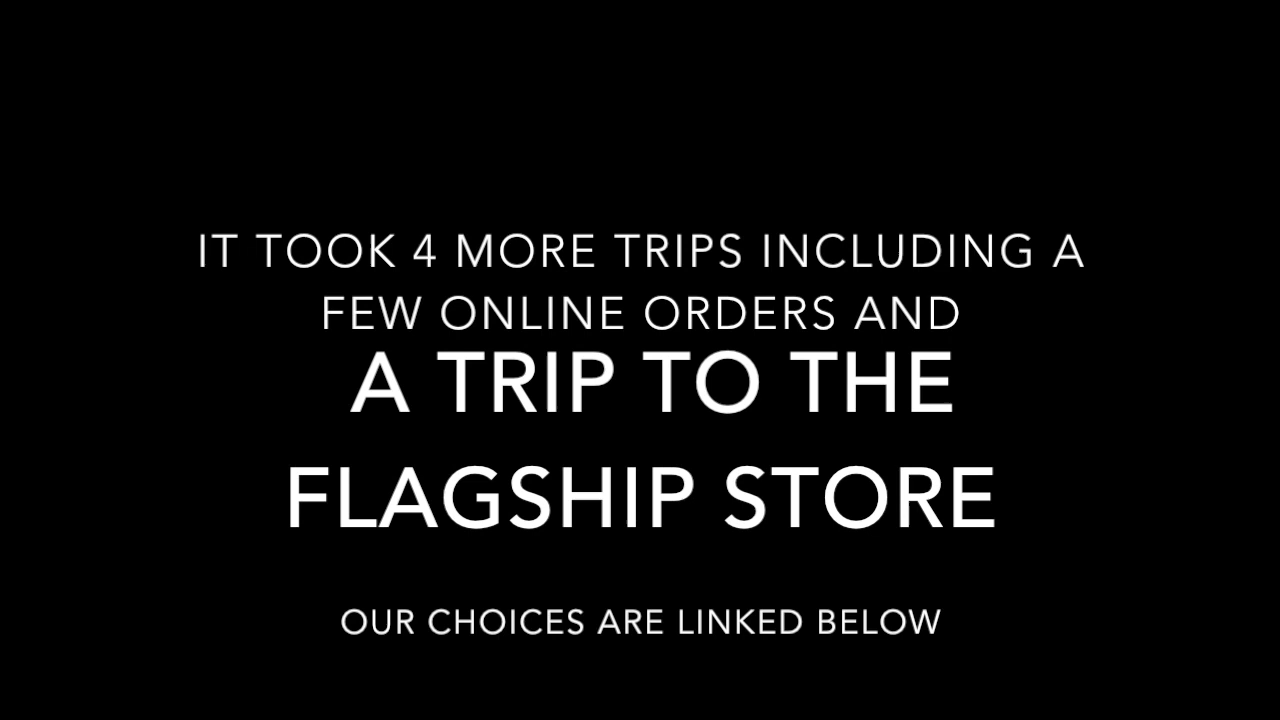 IT TOOK 4 MORE TRIPS INCLUDING A
FEW ONLINE ORDERS AND
A TRIP TO THE
FLAGSHIP STORE
OUR CHOICES ARE LINKED BELOW